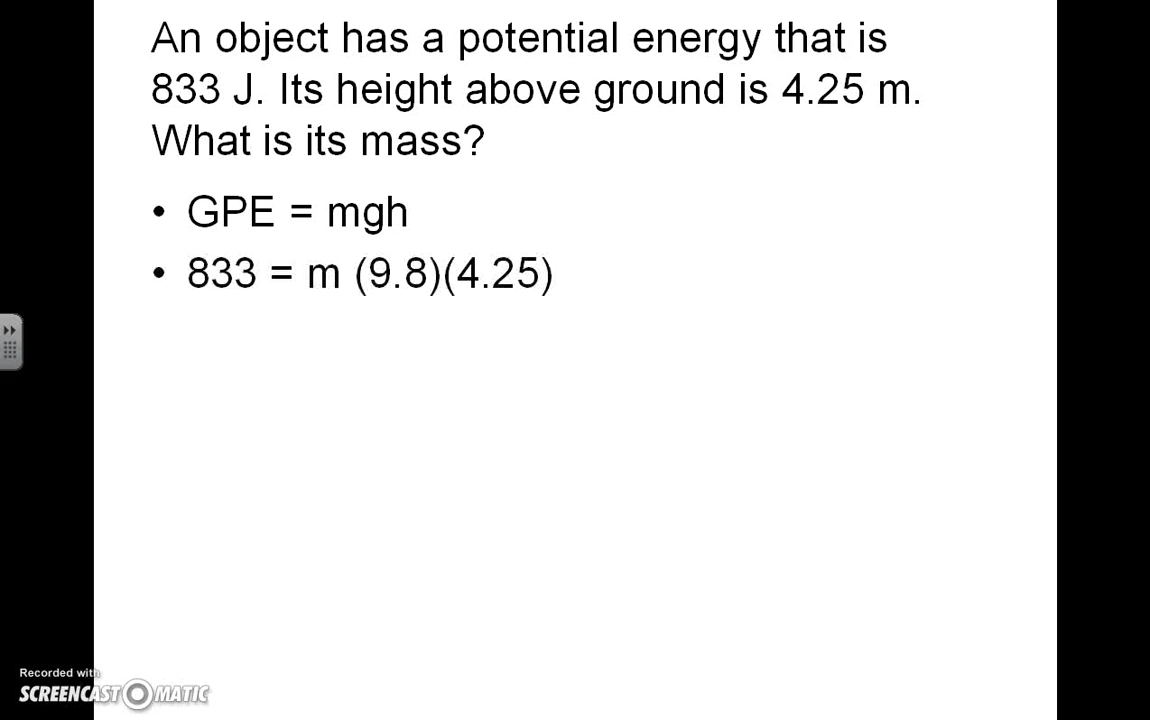 An object has a potential energy that is
833 J. Its height above ground is 4.25 m.
What is its mass?
• GPE = mgh
• 833 = m (9.8)(4.25)
Recorded with
SCREENCAST MATIC